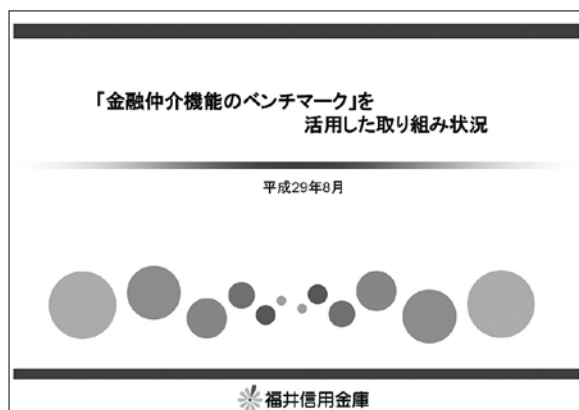 「金融仲介機能のベンチマーク」を
活用した取り組み状況
平成29年8月
福井信用金庫